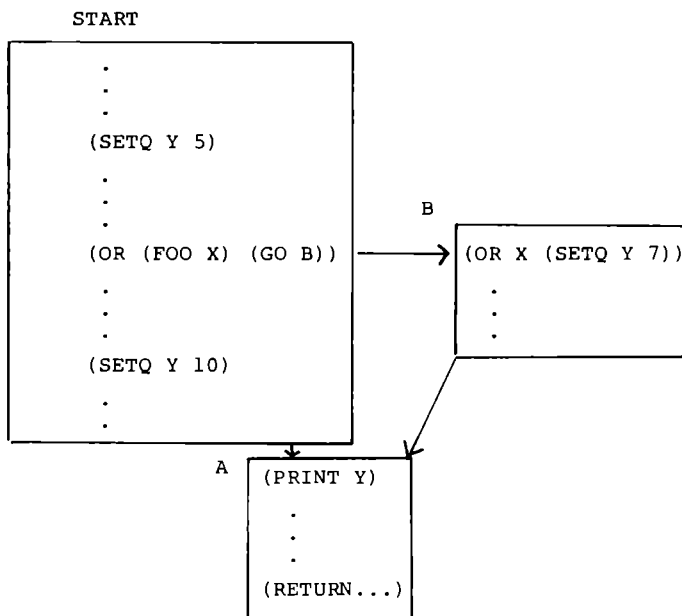 START
.
.
.
(SETQ Y 5)
.
.
.
(OR (FOO X) (GO B))
.
.
.
(SETQ Y 10)
.
.
B
(OR X (SETQ Y 7))
.
.
.
A
(PRINT Y)
.
.
.
(RETURN...)